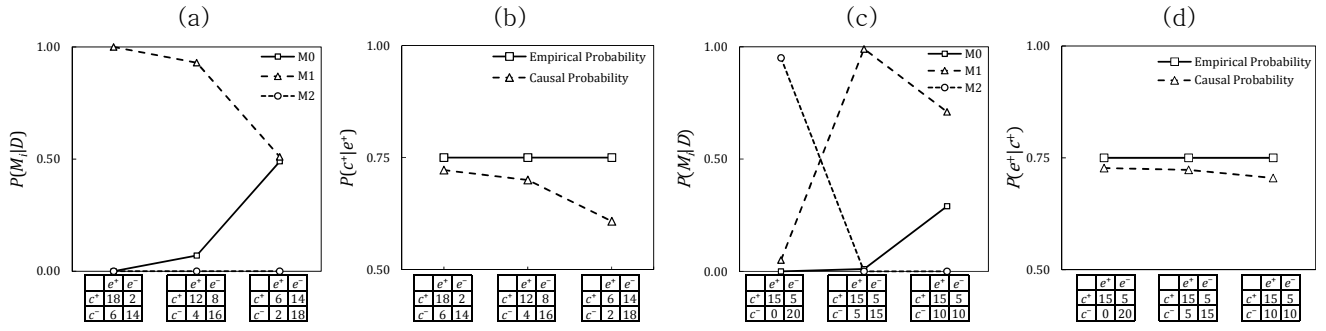 (a)
1.00
0.50
0.00
P(Mᵢ|D)
M0
M1
M2
e⁺ e⁻
c⁺ 18 2
c⁻ 6 14
e⁺ e⁻
c⁺ 12 8
c⁻ 4 16
e⁺ e⁻
c⁺ 6 14
c⁻ 2 18
(b)
1.00
0.75
0.50
P(c⁺|e⁺)
Empirical Probability
Causal Probability
e⁺ e⁻
c⁺ 18 2
c⁻ 6 14
e⁺ e⁻
c⁺ 12 8
c⁻ 4 16
e⁺ e⁻
c⁺ 6 14
c⁻ 2 18
(c)
1.00
0.50
0.00
P(Mᵢ|D)
M0
M1
M2
e⁺ e⁻
c⁺ 15 5
c⁻ 0 20
e⁺ e⁻
c⁺ 15 5
c⁻ 5 15
e⁺ e⁻
c⁺ 15 5
c⁻ 10 10
(d)
1.00
0.75
0.50
P(e⁺|c⁺)
Empirical Probability
Causal Probability
e⁺ e⁻
c⁺ 15 5
c⁻ 0 20
e⁺ e⁻
c⁺ 15 5
c⁻ 5 15
e⁺ e⁻
c⁺ 15 5
c⁻ 10 10